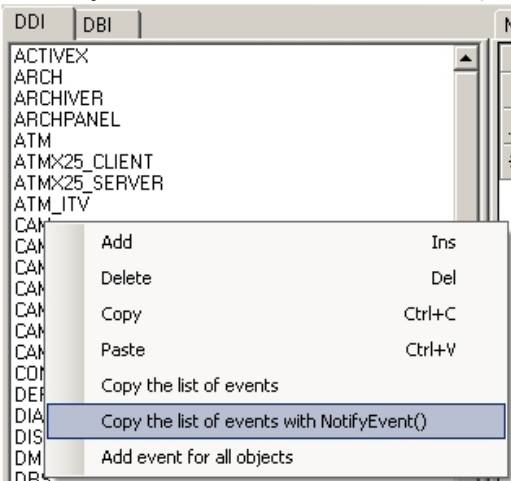 DDI DBI
ACTIVEX
ARCH
ARCHIVER
ARCHPANEL
ATM
ATMX25_CLIENT
ATMX25_SERVER
ATM_ITV
CAM
Add Ins
Delete Del
Copy Ctrl+C
Paste Ctrl+V
Copy the list of events
Copy the list of events with NotifyEvent()
Add event for all objects